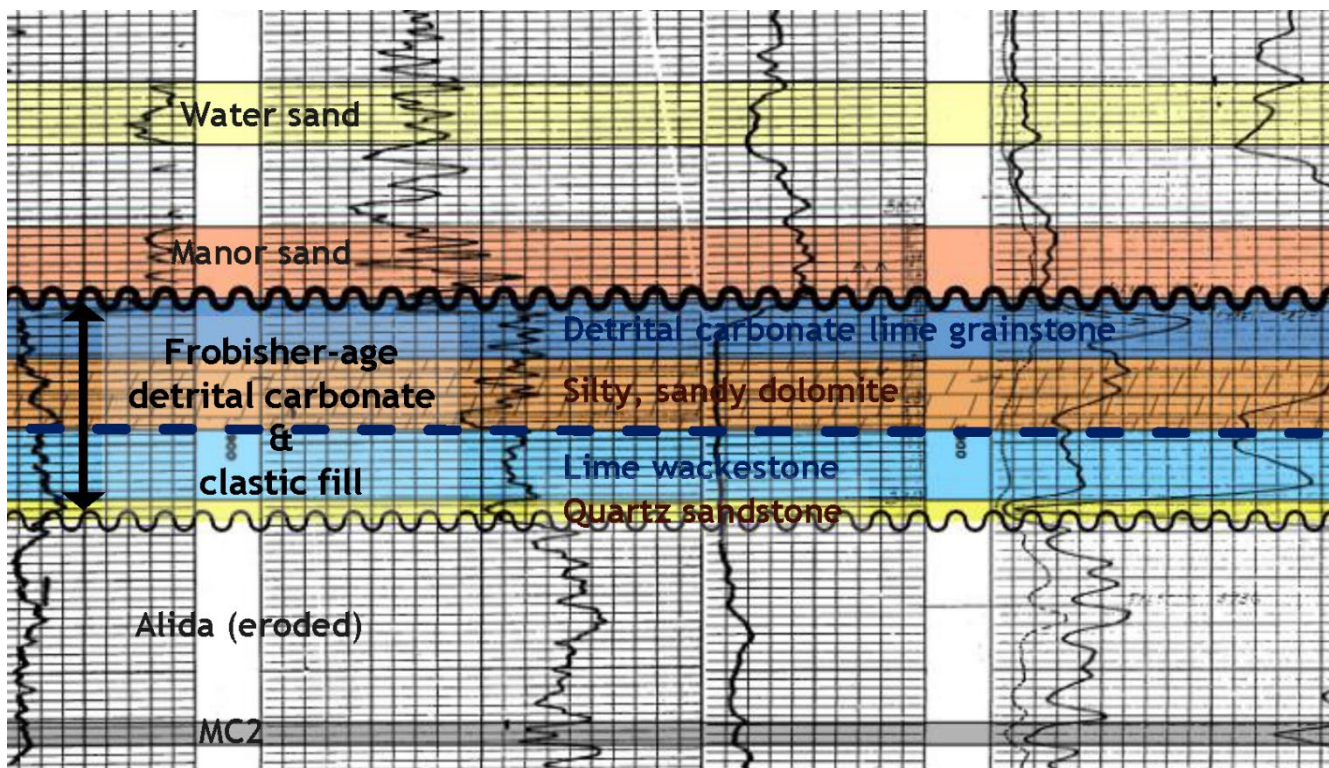 Water sand
Manor sand
Detrital carbonate lime grainstone
Frobisher-age
detrital carbonate
&
clastic fill
Silty, sandy dolomite
Lime wackestone
Quartz sandstone
Alida (eroded)
MC2